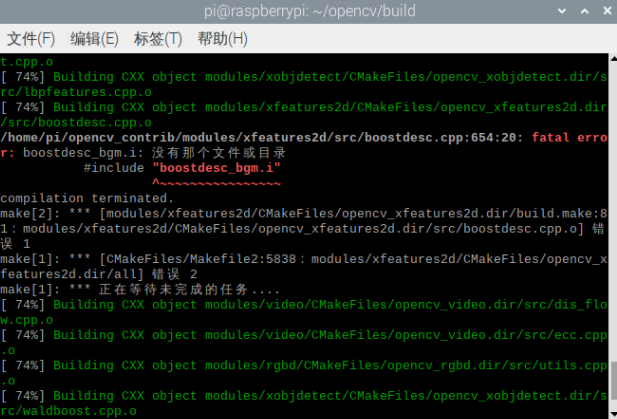 pi@raspberrypi: ~/opencv/build
文件(F) 编辑(E) 标签(T) 帮助(H)
t.cpp.o
[ 74%] Building CXX object modules/xobjdetect/CMakeFiles/opencv_xobjdetect.dir/s
rc/lbpfeatures.cpp.o
[ 74%] Building CXX object modules/xfeatures2d/CMakeFiles/opencv_xfeatures2d.dir
/src/boostdesc.cpp.o
/home/pi/opencv_contrib/modules/xfeatures2d/src/boostdesc.cpp:654:20: fatal erro
r: boostdesc_bgm.i: 没有那个文件或目录
#include "boostdesc_bgm.i"
^~~~~~~~~~~~~~~~~
compilation terminated.
make[2]: *** [modules/xfeatures2d/CMakeFiles/opencv_xfeatures2d.dir/build.make:8
1：modules/xfeatures2d/CMakeFiles/opencv_xfeatures2d.dir/src/boostdesc.cpp.o] 错
误 1
make[1]: *** [CMakeFiles/Makefile2:5838：modules/xfeatures2d/CMakeFiles/opencv_x
features2d.dir/all] 错误 2
make[1]: *** 正在等待未完成的任务....
[ 74%] Building CXX object modules/video/CMakeFiles/opencv_video.dir/src/dis_flo
w.cpp.o
[ 74%] Building CXX object modules/video/CMakeFiles/opencv_video.dir/src/ecc.cpp
.o
[ 74%] Building CXX object modules/rgbd/CMakeFiles/opencv_rgbd.dir/src/utils.cpp
.o
[ 74%] Building CXX object modules/xobjdetect/CMakeFiles/opencv_xobjdetect.dir/s
rc/waldboost.cpp.o